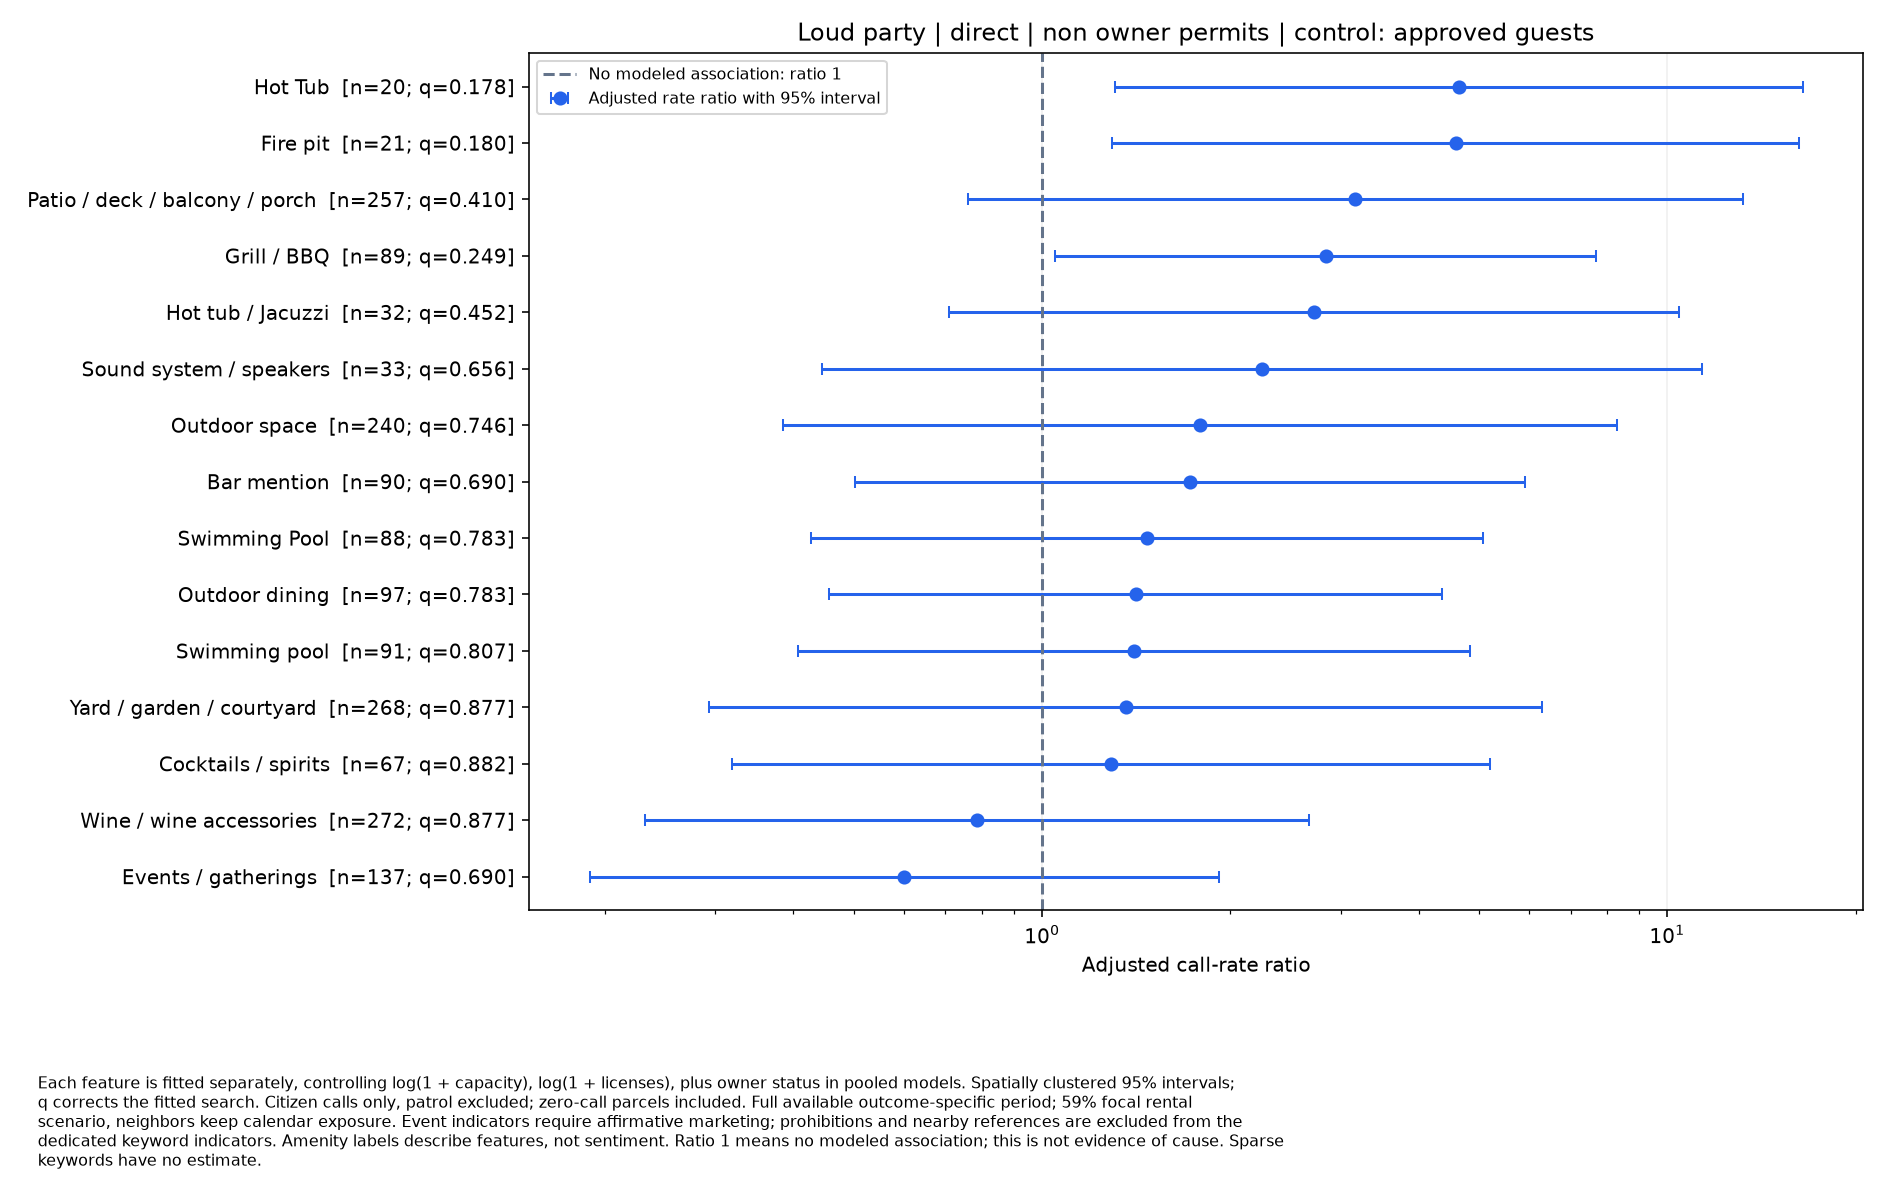 Loud party | direct | non owner permits | control: approved guests
No modeled association: ratio 1
Adjusted rate ratio with 95% interval
Hot Tub [n=20; q=0.178]
Fire pit [n=21; q=0.180]
Patio / deck / balcony / porch [n=257; q=0.410]
Grill / BBQ [n=89; q=0.249]
Hot tub / Jacuzzi [n=32; q=0.452]
Sound system / speakers [n=33; q=0.656]
Outdoor space [n=240; q=0.746]
Bar mention [n=90; q=0.690]
Swimming Pool [n=88; q=0.783]
Outdoor dining [n=97; q=0.783]
Swimming pool [n=91; q=0.807]
Yard / garden / courtyard [n=268; q=0.877]
Cocktails / spirits [n=67; q=0.882]
Wine / wine accessories [n=272; q=0.877]
Events / gatherings [n=137; q=0.690]
10⁰ 10¹
Adjusted call-rate ratio
Each feature is fitted separately, controlling log(1 + capacity), log(1 + licenses), plus owner status in pooled models. Spatially clustered 95% intervals;
q corrects the fitted search. Citizen calls only, patrol excluded; zero-call parcels included. Full available outcome-specific period; 59% focal rental
scenario, neighbors keep calendar exposure. Event indicators require affirmative marketing; prohibitions and nearby references are excluded from the
dedicated keyword indicators. Amenity labels describe features, not sentiment. Ratio 1 means no modeled association; this is not evidence of cause. Sparse
keywords have no estimate.